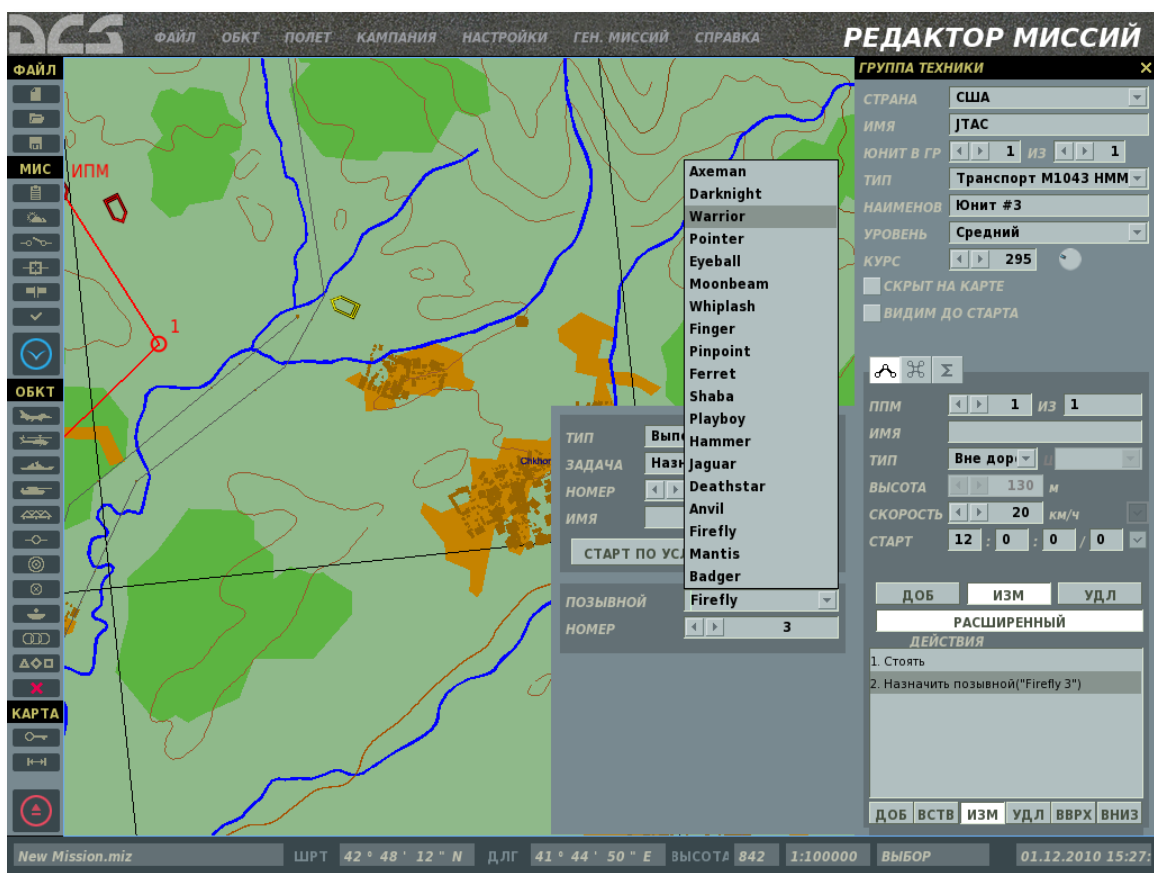 DCS
ФАЙЛ ОБКТ ПОЛЕТ КАМПАНИЯ НАСТРОЙКИ ГЕН. МИССИЙ СПРАВКА
РЕДАКТОР МИССИЙ
ФАЙЛ
МИС
ОБКТ
КАРТА
ИПМ
1
Chkhor
Axeman
Darknight
Warrior
Pointer
Eyeball
Moonbeam
Whiplash
Finger
Pinpoint
Ferret
Shaba
Playboy
Hammer
Jaguar
Deathstar
Anvil
Firefly
Mantis
Badger
ТИП Вып
ЗАДАЧА Назн
НОМЕР
ИМЯ
СТАРТ ПО УСЛ
ПОЗЫВНОЙ Firefly
НОМЕР 3
ГРУППА ТЕХНИКИ
СТРАНА США
ИМЯ JTAC
ЮНИТ В ГР 1 ИЗ 1
ТИП Транспорт M1043 HMM
НАИМЕНОВ Юнит #3
УРОВЕНЬ Средний
КУРС 295
СКРЫТ НА КАРТЕ
ВИДИМ ДО СТАРТА
Σ
ППМ 1 ИЗ 1
ИМЯ
ТИП Вне доро
ВЫСОТА 130 м
СКОРОСТЬ 20 км/ч
СТАРТ 12 : 0 : 0 / 0
ДОБ ИЗМ УДЛ
РАСШИРЕННЫЙ
ДЕЙСТВИЯ
1. Стоять
2. Назначить позывной("Firefly 3")
ДОБ ВСТВ ИЗМ УДЛ ВВРХ ВНИЗ
New Mission.miz ШРТ 42 ° 48 ' 12 " N ДЛГ 41 ° 44 ' 50 " E ВЫСОТА 842 1:100000 ВЫБОР 01.12.2010 15:27: